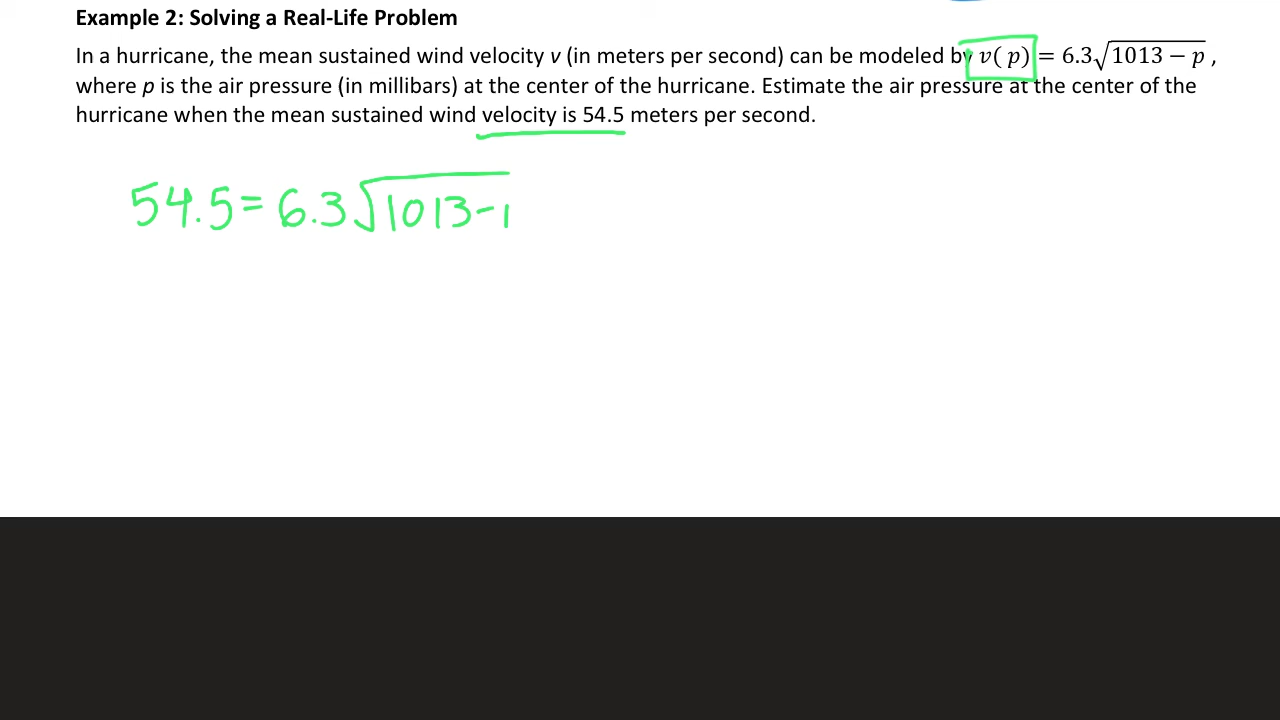 Example 2: Solving a Real-Life Problem
In a hurricane, the mean sustained wind velocity v (in meters per second) can be modeled by v( p) = 6.3√1013 − p ,
where p is the air pressure (in millibars) at the center of the hurricane. Estimate the air pressure at the center of the
hurricane when the mean sustained wind velocity is 54.5 meters per second.
54.5 = 6.3√1013-